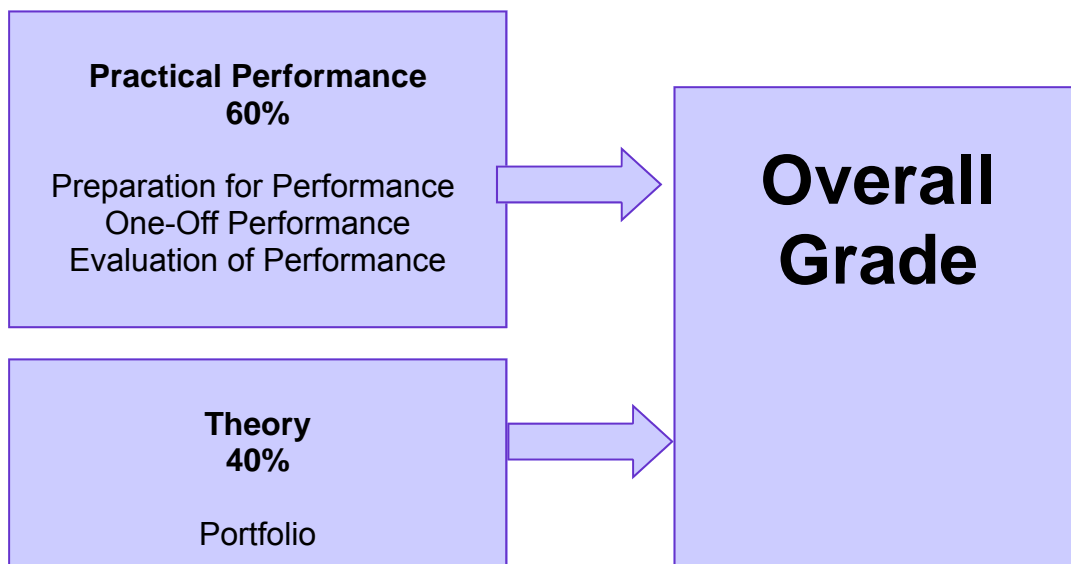 Practical Performance
60%
Preparation for Performance
One-Off Performance
Evaluation of Performance
Overall
Grade
Theory
40%
Portfolio